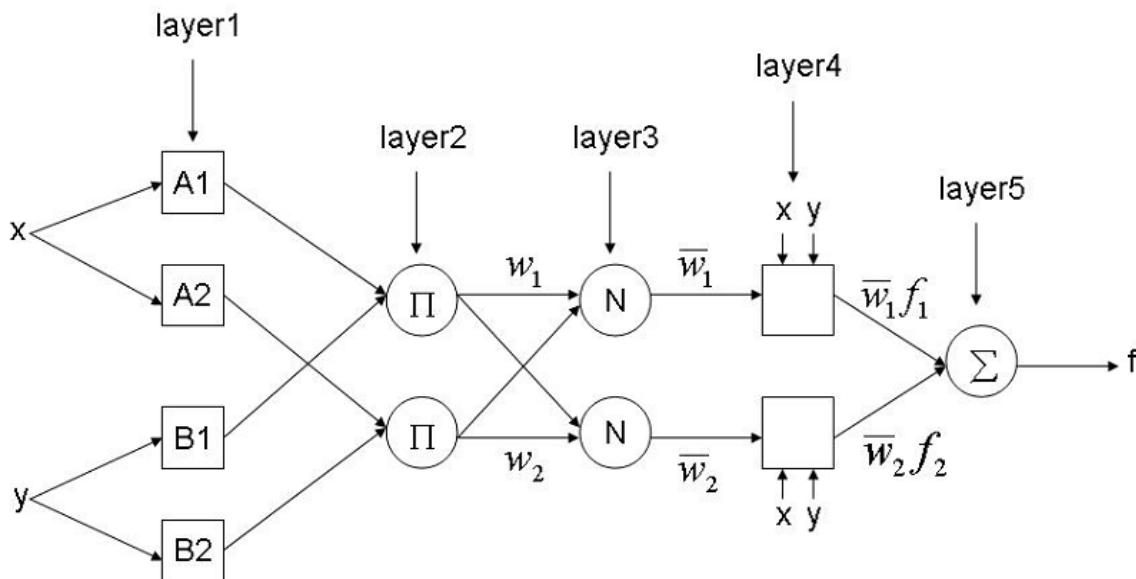 layer1
layer4
layer2
layer3
layer5
A1
x y
x
A2
Π
w₁
N
w̅₁
w̅₁f₁
Σ
f
B1
Π
w₂
N
w̅₂
w̅₂f₂
y
x y
B2